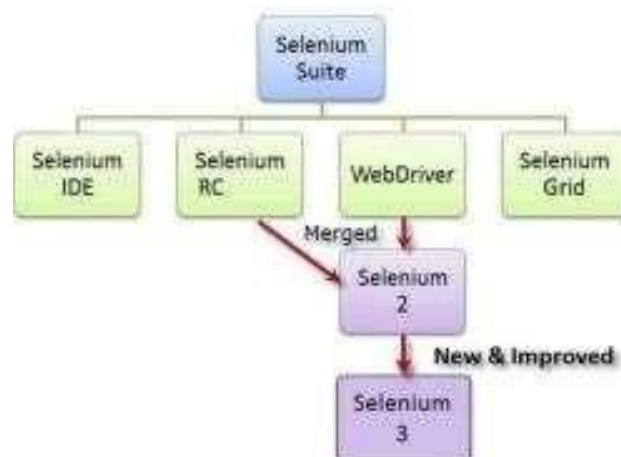 Selenium
Suite
Selenium
IDE
Selenium
RC
WebDriver
Selenium
Grid
Merged
Selenium
2
New & Improved
Selenium
3